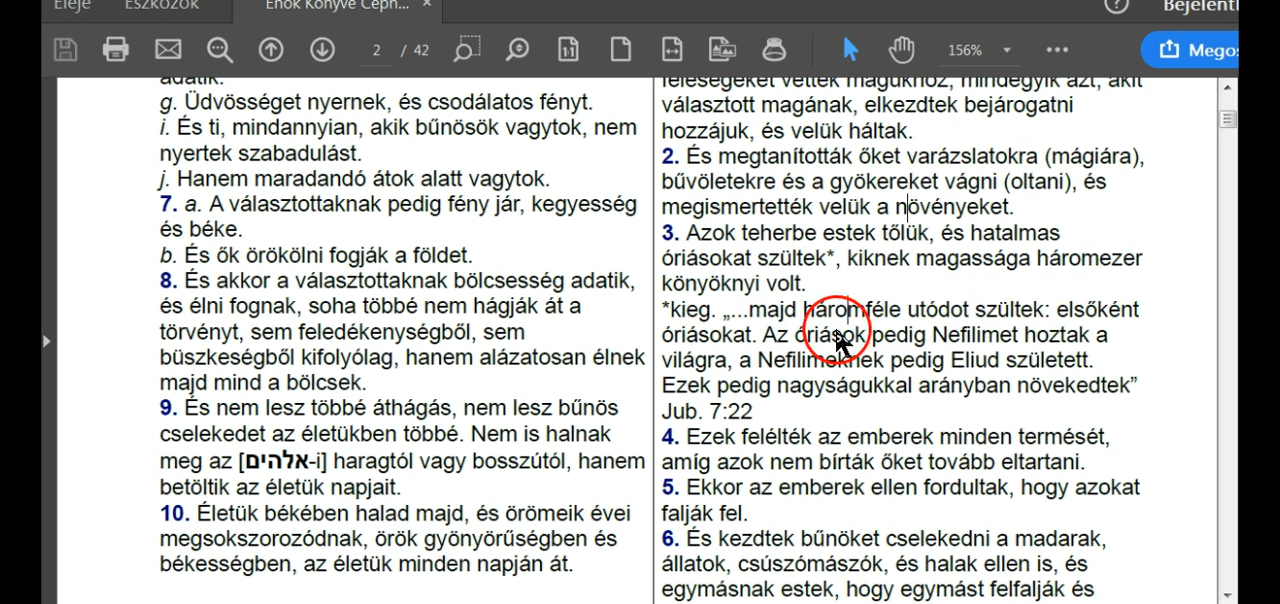 Eleje Eszközök Énok Könyve Ceph... × ? Bejelentk
2 / 42 156% Megos
adatik.
g. Üdvösséget nyernek, és csodálatos fényt.
i. És ti, mindannyian, akik bűnösök vagytok, nem
nyertek szabadulást.
j. Hanem maradandó átok alatt vagytok.
7. a. A választottaknak pedig fény jár, kegyesség
és béke.
b. És ők örökölni fogják a földet.
8. És akkor a választottaknak bölcsesség adatik,
és élni fognak, soha többé nem hágják át a
törvényt, sem feledékenységből, sem
büszkeségből kifolyólag, hanem alázatosan élnek
majd mind a bölcsek.
9. És nem lesz többé áthágás, nem lesz bűnös
cselekedet az életükben többé. Nem is halnak
meg az [אלהים-i] haragtól vagy bosszútól, hanem
betöltik az életük napjait.
10. Életük békében halad majd, és örömeik évei
megsokszorozódnak, örök gyönyörűségben és
békességben, az életük minden napján át.
feleségeket vettek magukhoz, mindegyik azt, akit
választott magának, elkezdtek bejárogatni
hozzájuk, és velük háltak.
2. És megtanították őket varázslatokra (mágiára),
bűvöletekre és a gyökereket vágni (oltani), és
megismertették velük a növényeket.
3. Azok teherbe estek tőlük, és hatalmas
óriásokat szültek*, kiknek magassága háromezer
könyöknyi volt.
*kieg. „...majd háromféle utódot szültek: elsőként
óriásokat. Az óriások pedig Nefilimet hoztak a
világra, a Nefilimeknek pedig Eliud született.
Ezek pedig nagyságukkal arányban növekedtek”
Jub. 7:22
4. Ezek felélték az emberek minden termését,
amíg azok nem bírták őket tovább eltartani.
5. Ekkor az emberek ellen fordultak, hogy azokat
falják fel.
6. És kezdtek bűnöket cselekedni a madarak,
állatok, csúszómászók, és halak ellen is, és
egymásnak estek, hogy egymást felfalják és